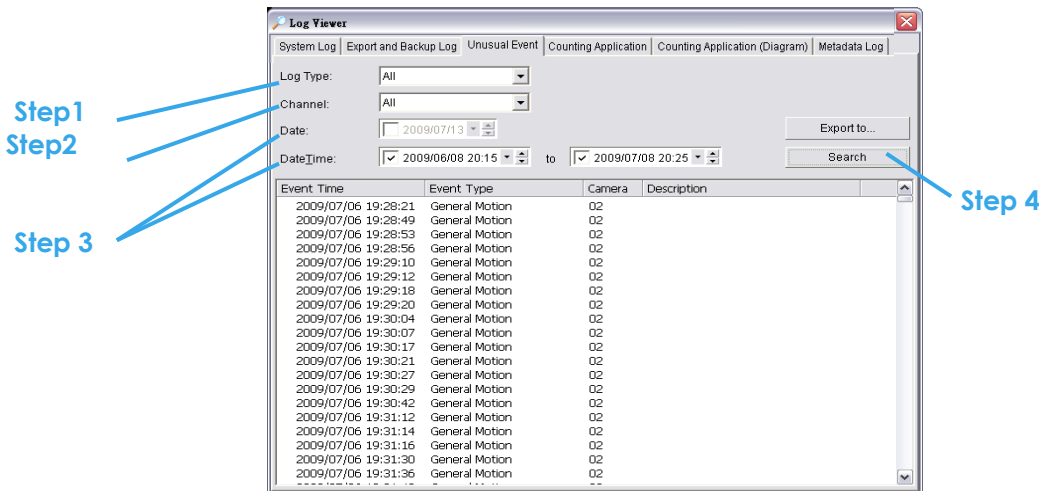 Log Viewer
System Log Export and Backup Log Unusual Event Counting Application Counting Application (Diagram) Metadata Log
Log Type: All
Step1
Channel: All
Step2
Date: 2009/07/13
Export to...
DateTime: 2009/06/08 20:15 to 2009/07/08 20:25
Search
Step 4
Step 3
Event Time Event Type Camera Description
2009/07/06 19:28:21 General Motion 02
2009/07/06 19:28:49 General Motion 02
2009/07/06 19:28:53 General Motion 02
2009/07/06 19:28:56 General Motion 02
2009/07/06 19:29:10 General Motion 02
2009/07/06 19:29:12 General Motion 02
2009/07/06 19:29:18 General Motion 02
2009/07/06 19:29:20 General Motion 02
2009/07/06 19:30:04 General Motion 02
2009/07/06 19:30:07 General Motion 02
2009/07/06 19:30:17 General Motion 02
2009/07/06 19:30:21 General Motion 02
2009/07/06 19:30:27 General Motion 02
2009/07/06 19:30:29 General Motion 02
2009/07/06 19:30:42 General Motion 02
2009/07/06 19:31:12 General Motion 02
2009/07/06 19:31:14 General Motion 02
2009/07/06 19:31:16 General Motion 02
2009/07/06 19:31:30 General Motion 02
2009/07/06 19:31:36 General Motion 02